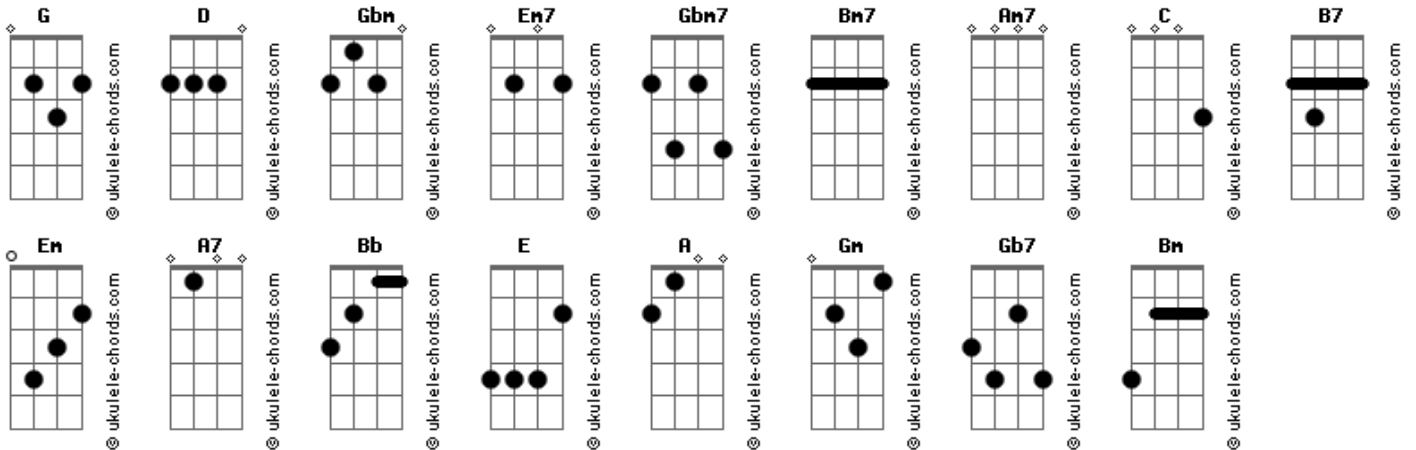 G D Gbm Em7 Gbm7 Bm7 Am7 C B7
© ukulele-chords.com © ukulele-chords.com © ukulele-chords.com © ukulele-chords.com © ukulele-chords.com © ukulele-chords.com © ukulele-chords.com © ukulele-chords.com © ukulele-chords.com
Em A7 Bb E A Gm Gb7 Bm
© ukulele-chords.com © ukulele-chords.com © ukulele-chords.com © ukulele-chords.com © ukulele-chords.com © ukulele-chords.com © ukulele-chords.com © ukulele-chords.com